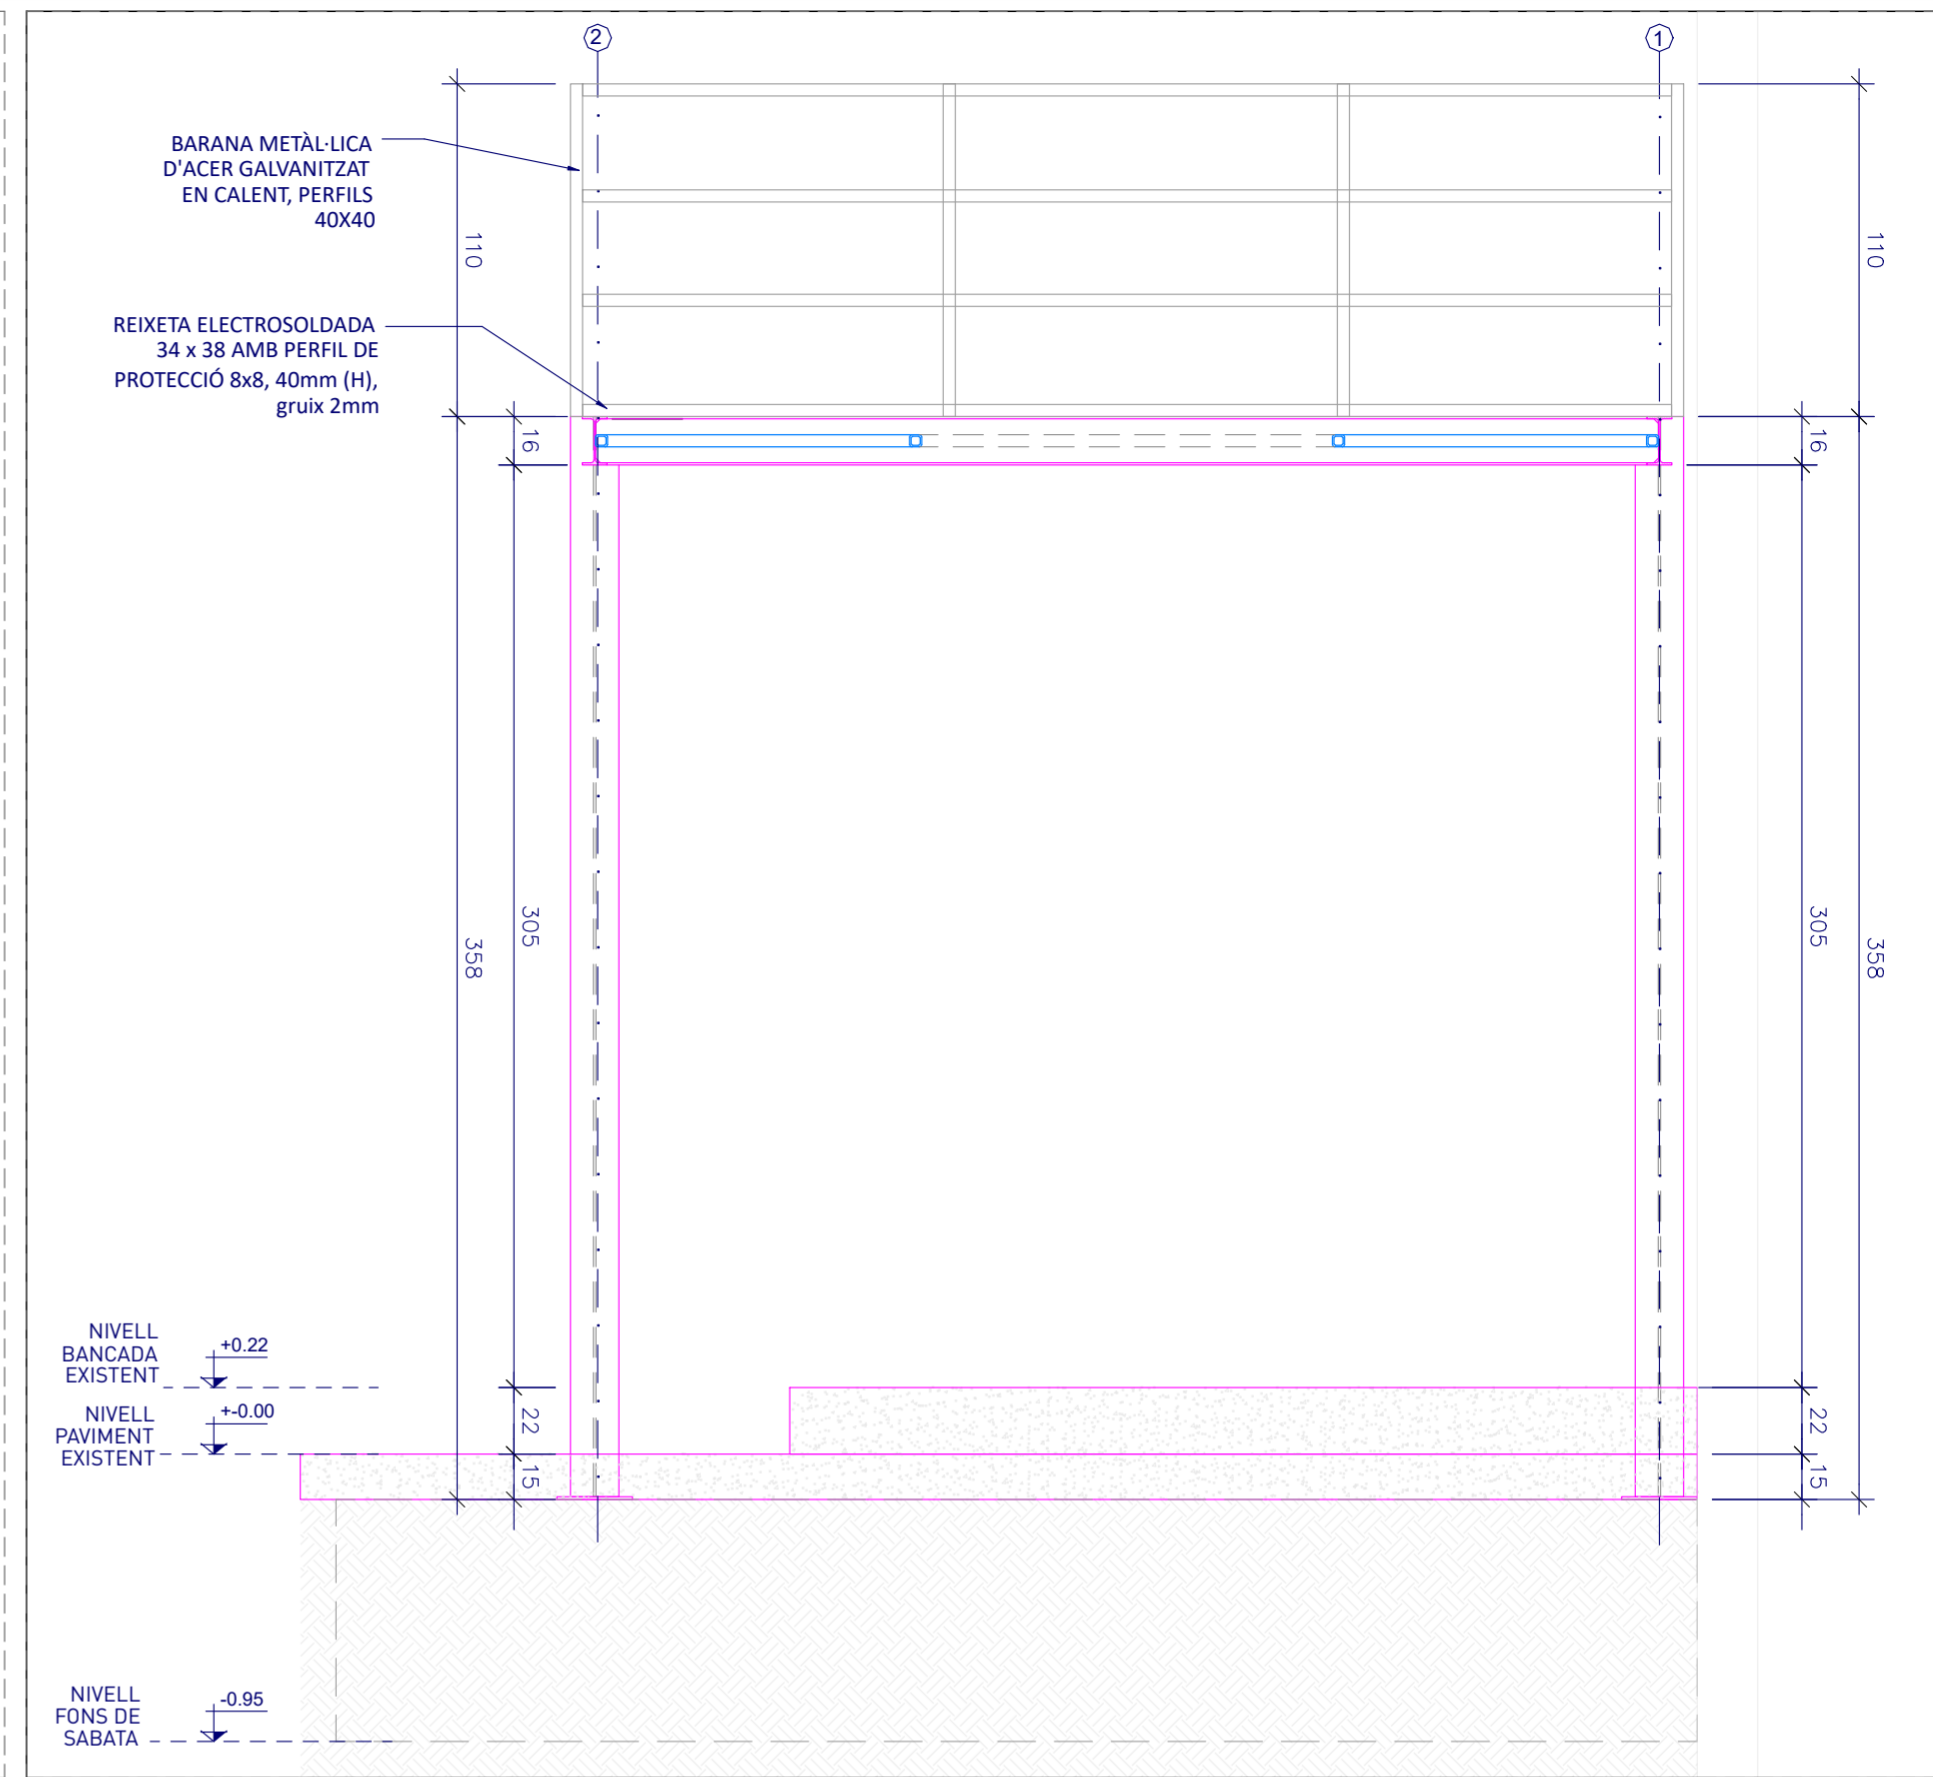 2
1
BARANA METÀL·LICA
D'ACER GALVANITZAT
EN CALENT, PERFILS
40X40
110
110
REIXETA ELECTROSOLDADA
34 x 38 AMB PERFIL DE
PROTECCIÓ 8x8, 40mm (H),
gruix 2mm
16
16
305
358
305
358
NIVELL
BANCADA
EXISTENT
+0.22
NIVELL
PAVIMENT
EXISTENT
+-0.00
22
15
22
15
NIVELL
FONS DE
SABATA
-0.95